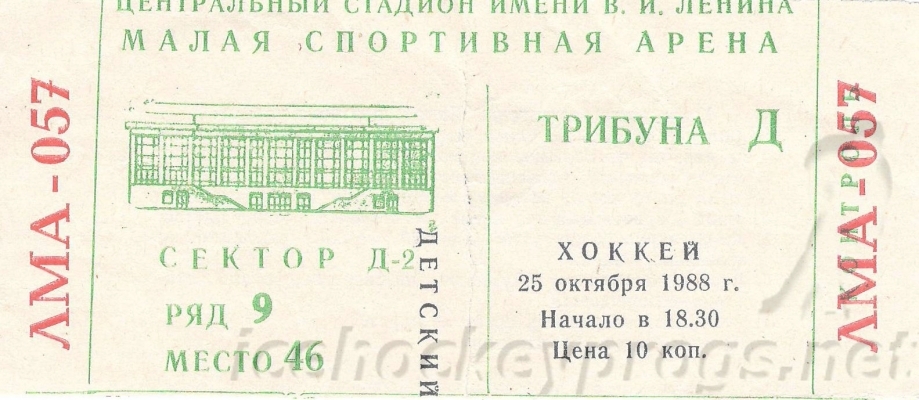 ЦЕНТРАЛЬНЫЙ СТАДИОН ИМЕНИ В. И. ЛЕНИНА
МАЛАЯ СПОРТИВНАЯ АРЕНА
ЛМА-057
ТРИБУНА Д
СЕКТОР Д-2
РЯД 9
МЕСТО 46
ДЕТСКИЙ
ХОККЕЙ
25 октября 1988 г.
Начало в 18.30
Цена 10 коп.
ЛМА-057
КОНТРОЛЬ
icehockeyprogs.net